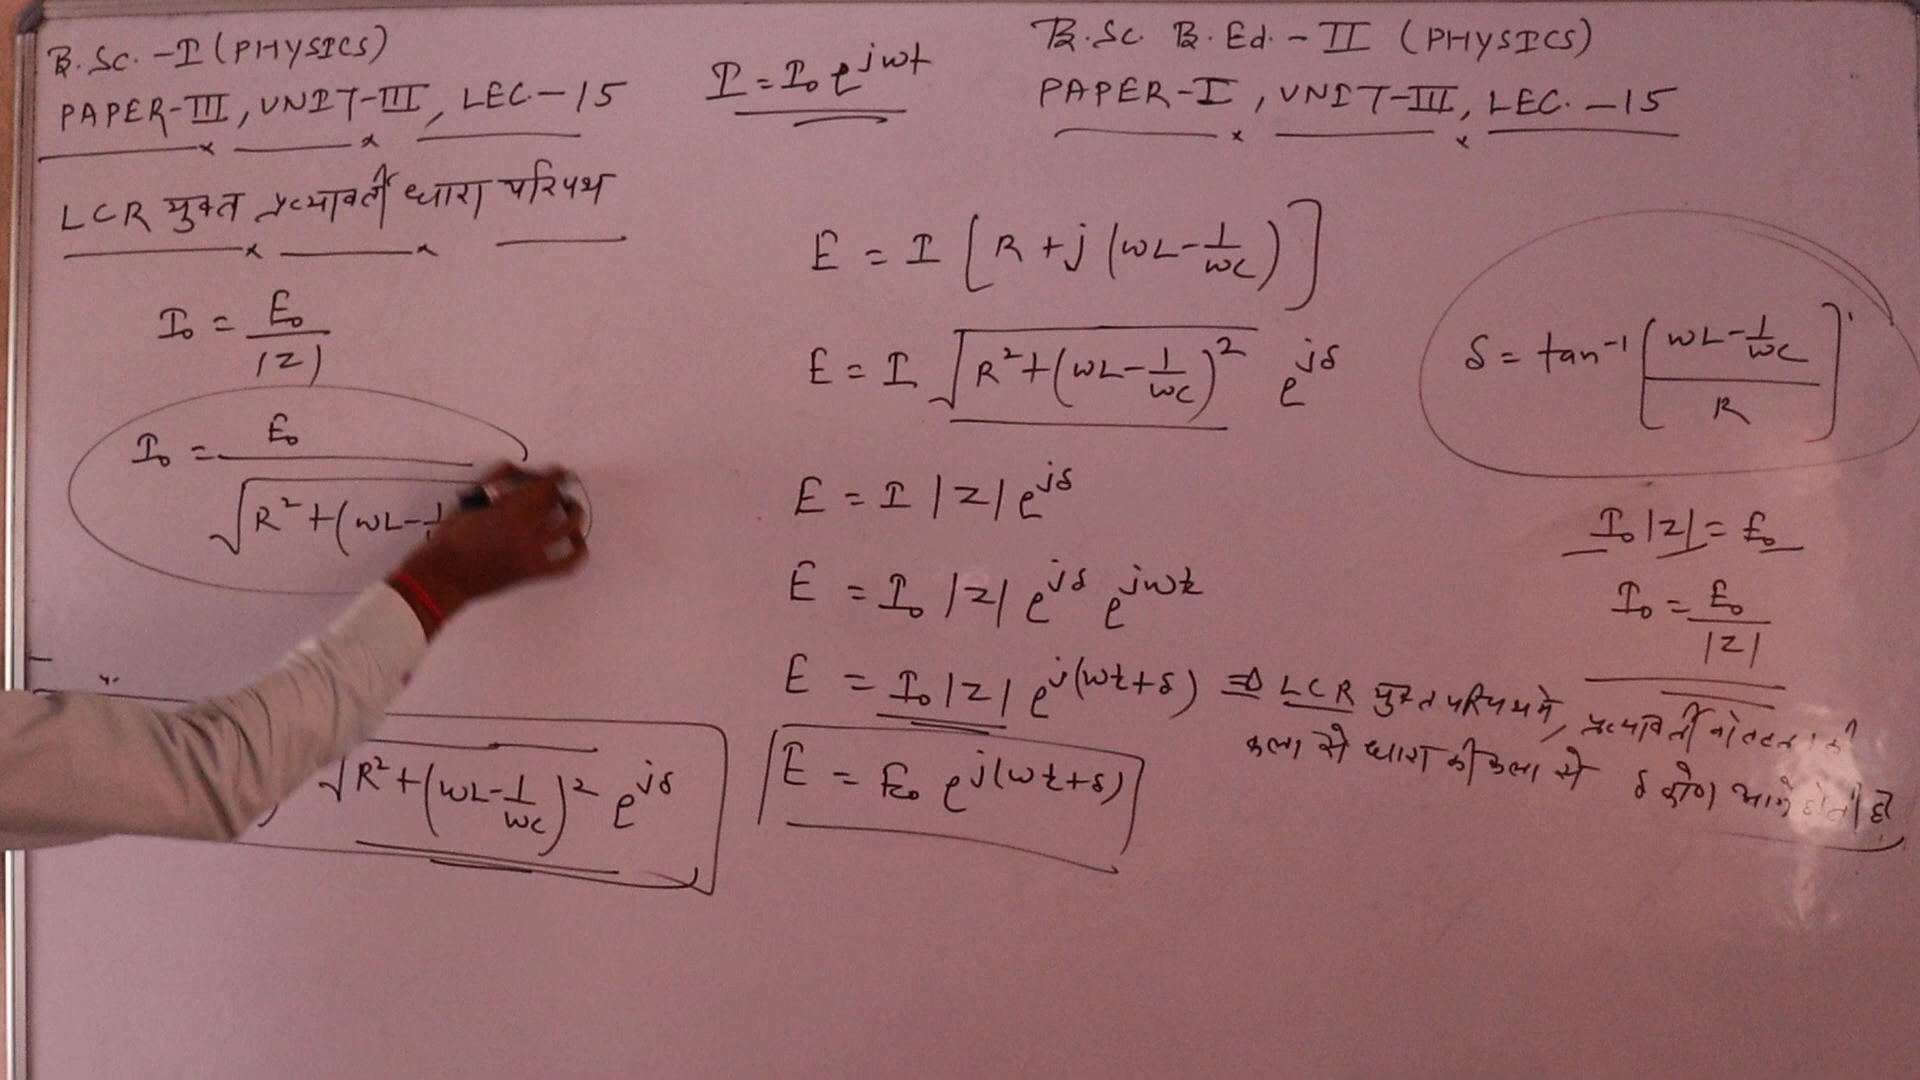 B.Sc.-I (PHYSICS)
PAPER-III, UNIT-III, LEC.-15
LCR युक्त प्रत्यावर्ती धारा परिपथ
I₀ = E₀/|Z|
I₀ = E₀/√R²+(ωL-1
√R²+(ωL-1/ωC)² e^jδ
I = I₀ e^jωt
B.Sc. B.Ed.-II (PHYSICS)
PAPER-I, UNIT-III, LEC.-15
E = I [R+j(ωL-1/ωC)]
E = I √R²+(ωL-1/ωC)² e^jδ
E = I |Z| e^jδ
E = I₀ |Z| e^jδ e^jωt
E = I₀ |Z| e^j(ωt+δ) ⇒ LCR युक्त परिपथ में, प्रत्यावर्ती वोल्टता की
कला से धारा की कला से δ कोण आगे होती है
E = E₀ e^j(ωt+δ)
δ = tan⁻¹ [(ωL-1/ωC)/R]
I₀|Z| = E₀
I₀ = E₀/|Z|